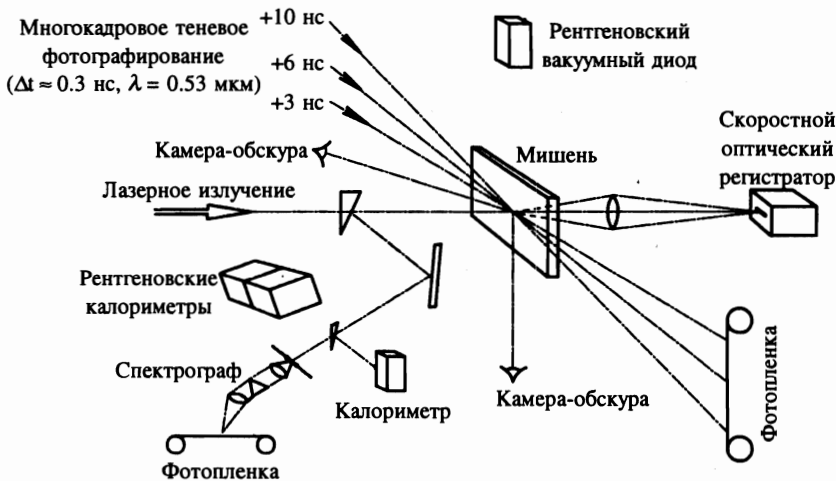 Многокадровое теневое
фотографирование
(Δt ≈ 0.3 нс, λ = 0.53 мкм)
+10 нс
+6 нс
+3 нс
Рентгеновский
вакуумный диод
Камера-обскура
Мишень
Скоростной
оптический
регистратор
Лазерное излучение
Рентгеновские
калориметры
Спектрограф
Калориметр
Камера-обскура
Фотопленка
Фотопленка